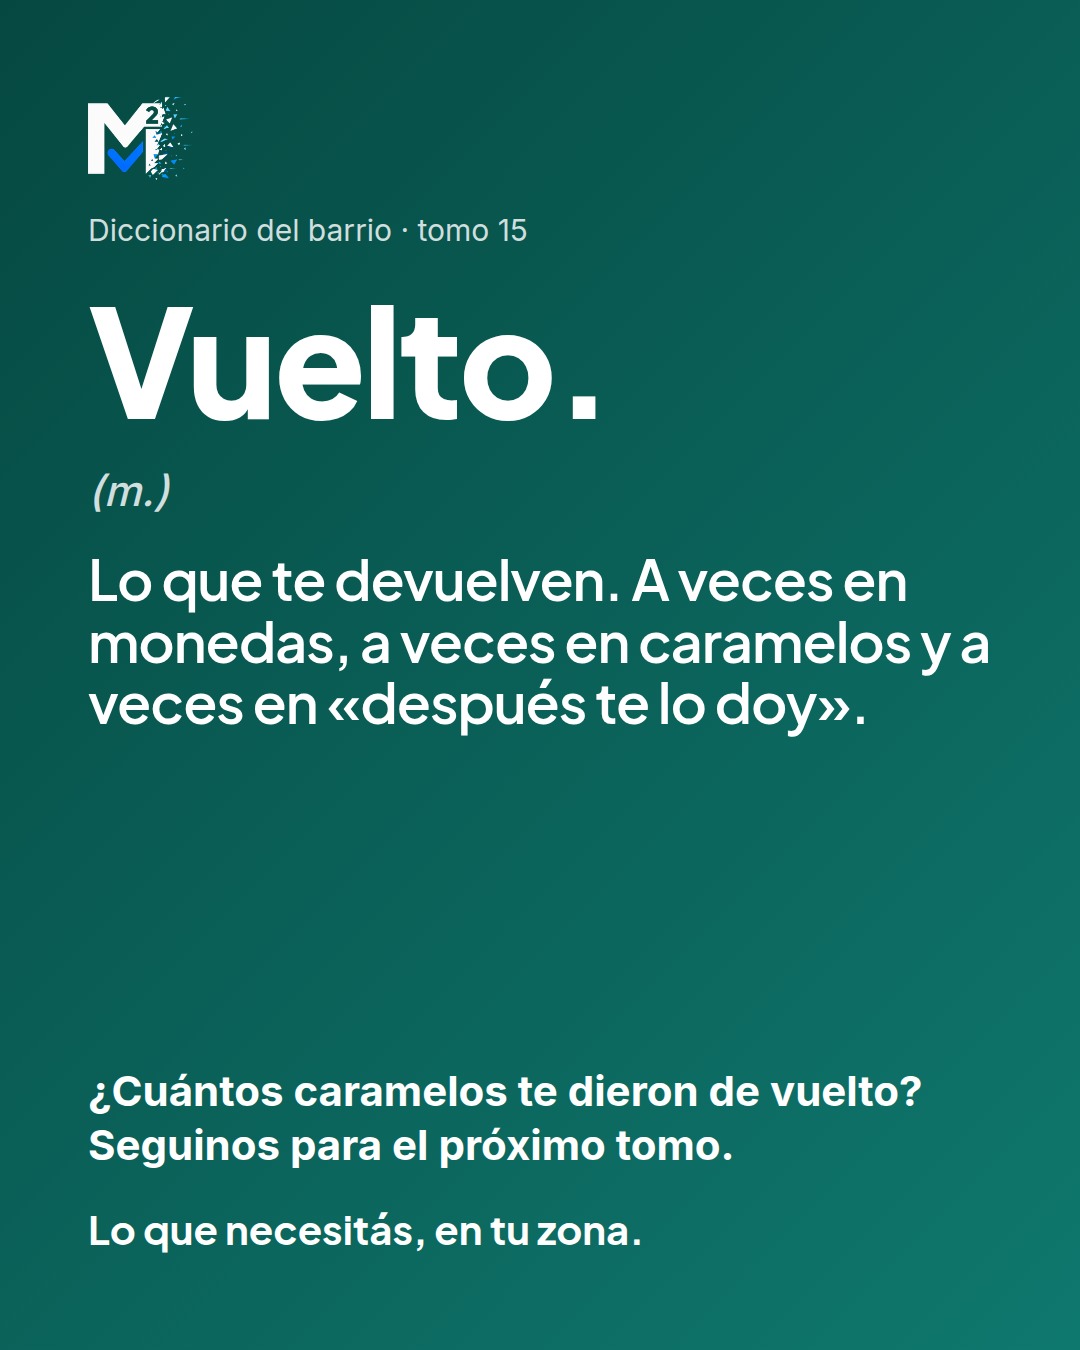 M2
Diccionario del barrio · tomo 15
Vuelto.
(m.)
Lo que te devuelven. A veces en
monedas, a veces en caramelos y a
veces en «después te lo doy».
¿Cuántos caramelos te dieron de vuelto?
Seguinos para el próximo tomo.
Lo que necesitás, en tu zona.